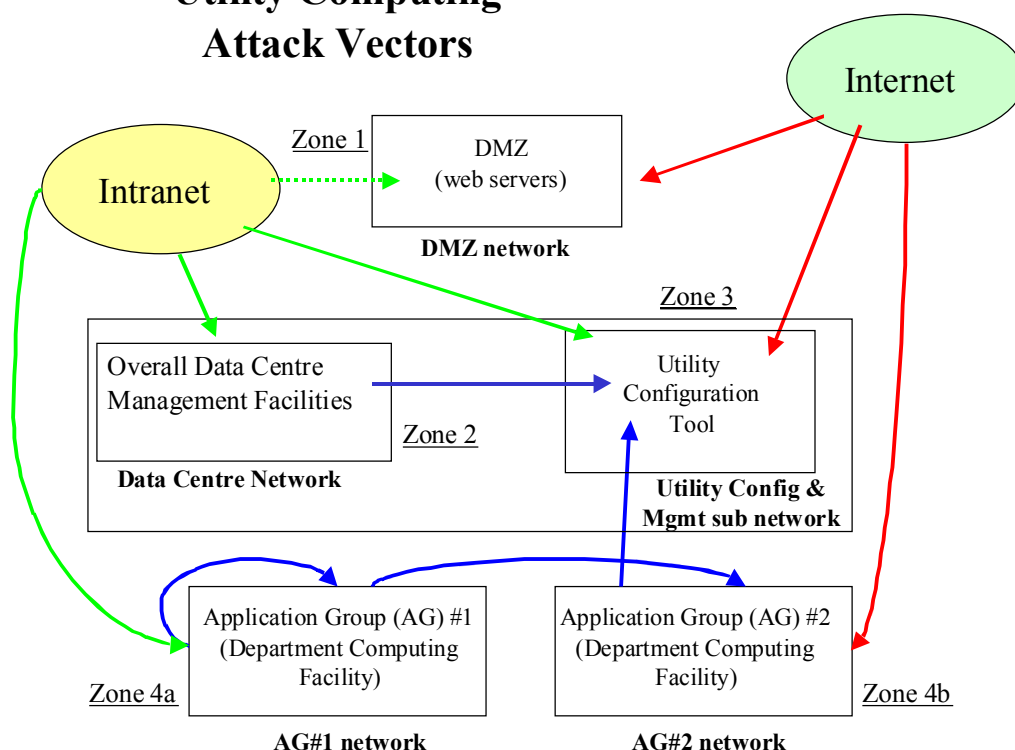 Utility Computing
Attack Vectors
Internet
Zone 1
DMZ
(web servers)
Intranet
DMZ network
Zone 3
Overall Data Centre
Management Facilities
Utility
Configuration
Tool
Zone 2
Data Centre Network
Utility Config &
Mgmt sub network
Application Group (AG) #1
(Department Computing
Facility)
Application Group (AG) #2
(Department Computing
Facility)
Zone 4a
Zone 4b
AG#1 network
AG#2 network